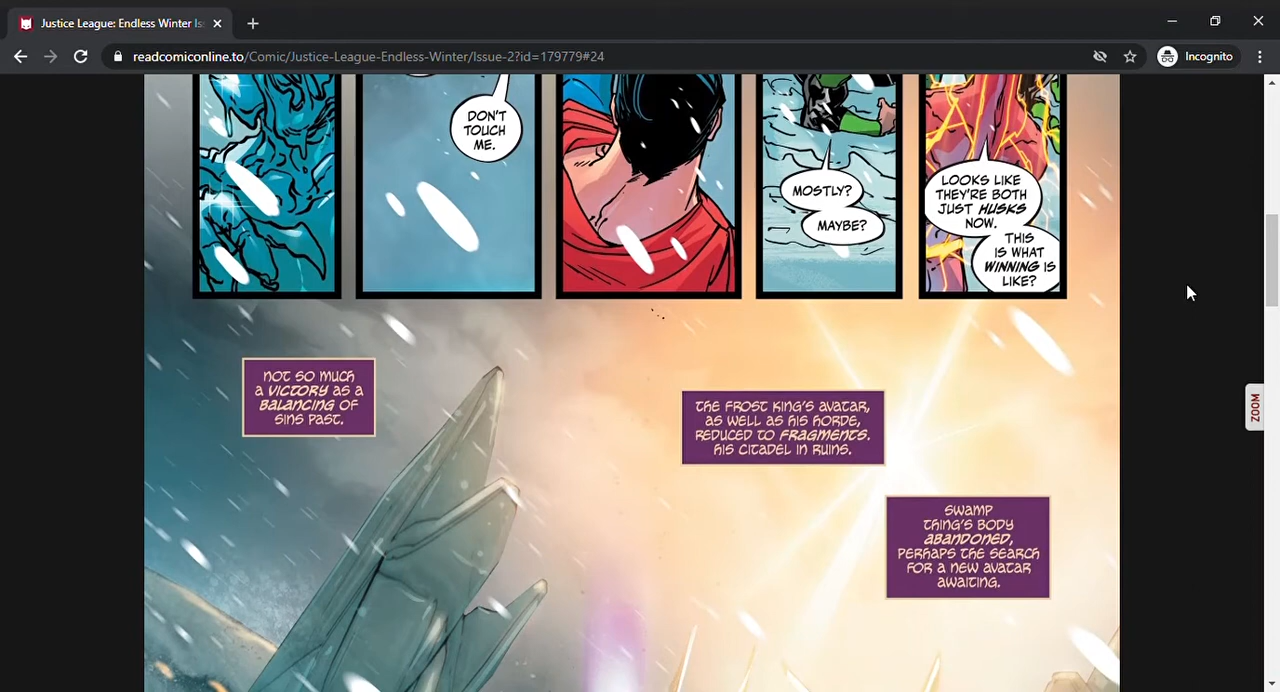 Justice League: Endless Winter Is
readcomiconline.to/Comic/Justice-League-Endless-Winter/Issue-2?id=179779#24
Incognito
DON'T
TOUCH
ME.
MOSTLY?
MAYBE?
LOOKS LIKE
THEY'RE BOTH
JUST HUSKS
NOW.
THIS
IS WHAT
WINNING IS
LIKE?
NOT SO MUCH
A VICTORY AS A
BALANCING OF
SINS PAST.
THE FROST KING'S AVATAR,
AS WELL AS HIS HORDE,
REDUCED TO FRAGMENTS.
HIS CITADEL IN RUINS.
SWAMP
THING'S BODY
ABANDONED,
PERHAPS THE SEARCH
FOR A NEW AVATAR
AWAITING.
ZOOM